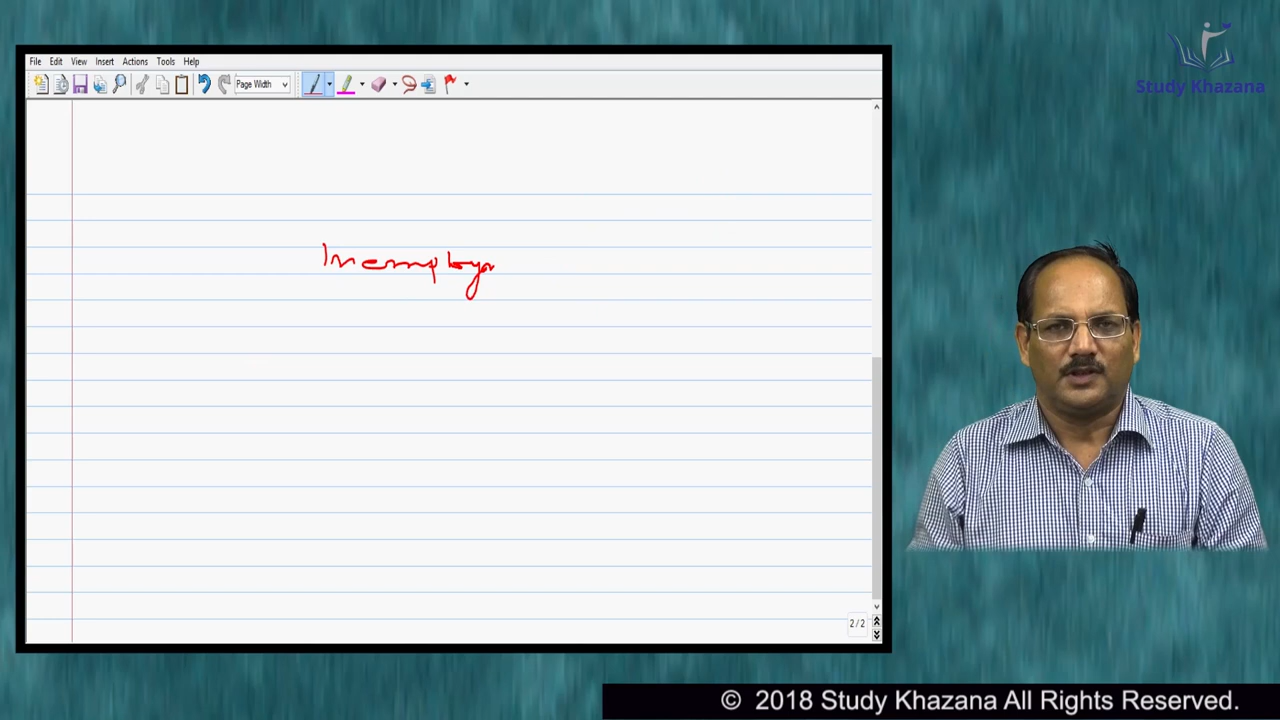 Study Khazana
File Edit View Insert Actions Tools Help
Page Width
2/2
© 2018 Study Khazana All Rights Reserved.